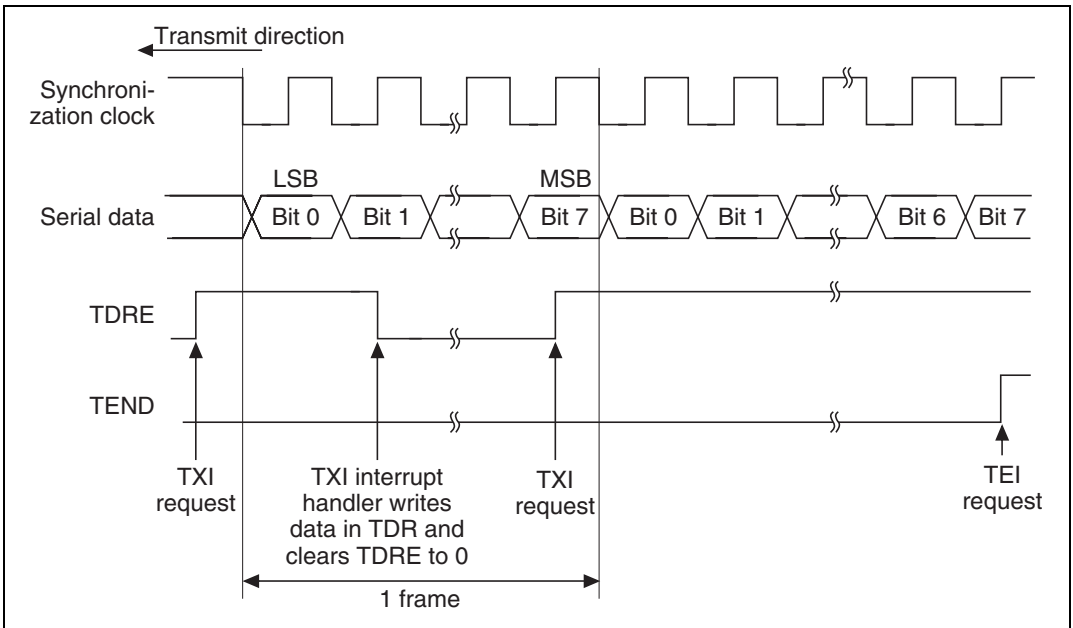 Transmit direction
Synchroni-
zation clock
LSB
MSB
Serial data
Bit 0
Bit 1
Bit 7
Bit 0
Bit 1
Bit 6
Bit 7
TDRE
TEND
TXI
request
TXI interrupt
handler writes
data in TDR and
clears TDRE to 0
TXI
request
TEI
request
1 frame